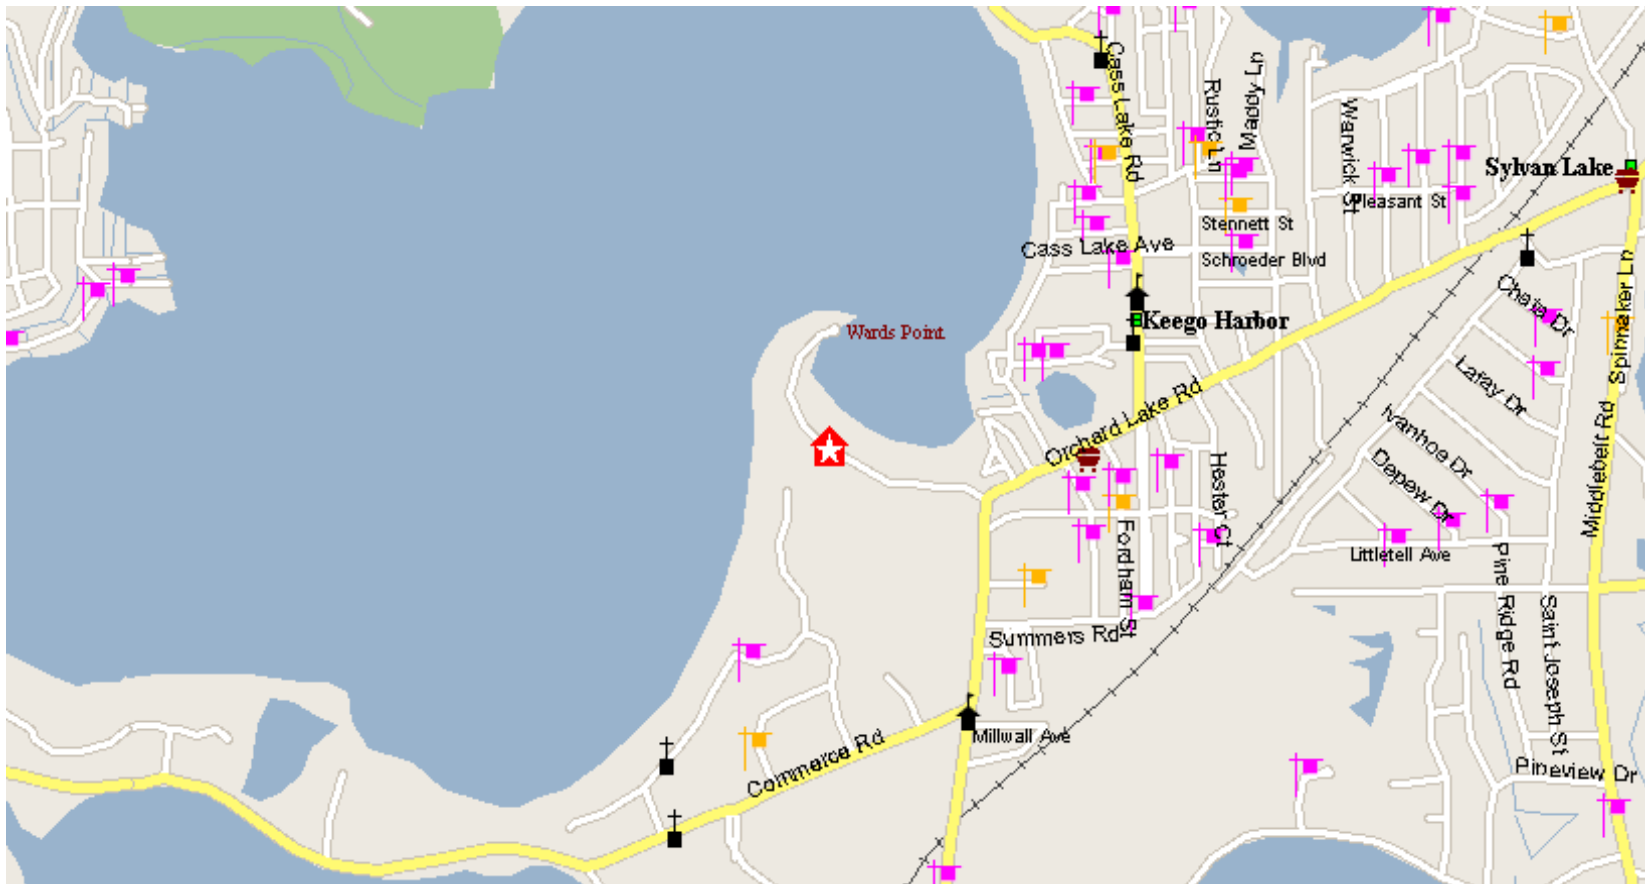 Cass Lake Rd
Rustic Ln
Maddy Ln
Warwick St
Sylvan Lake
Pleasant St
Stennett St
Cass Lake Ave
Schroeder Blvd
Spinnaker Ln
Keego Harbor
Wards Point
Lafay Dr
Orchard Lake Rd
Ivanhoe Dr
Middlebelt Rd
Depew Dr
Hester Ct
Fordham St
Littletell Ave
Pine Ridge Rd
Saint Joseph St
Summers Rd
Millwall Ave
Commerce Rd
Pineview Dr